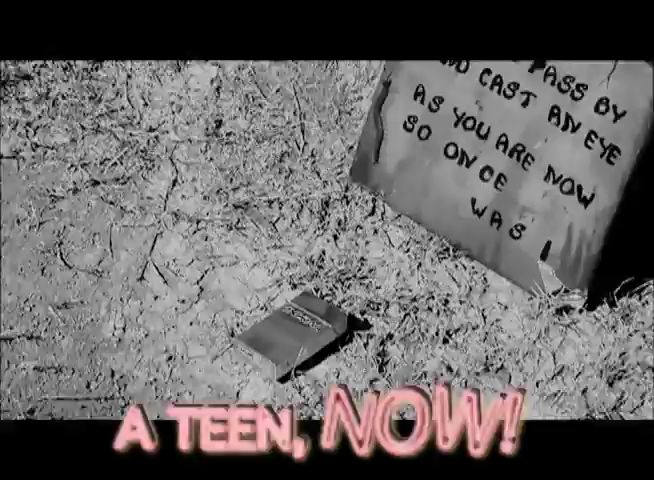 PASS BY
CAST AN EYE
AS YOU ARE NOW
SO ONCE
WAS I
A TEEN, NOW!